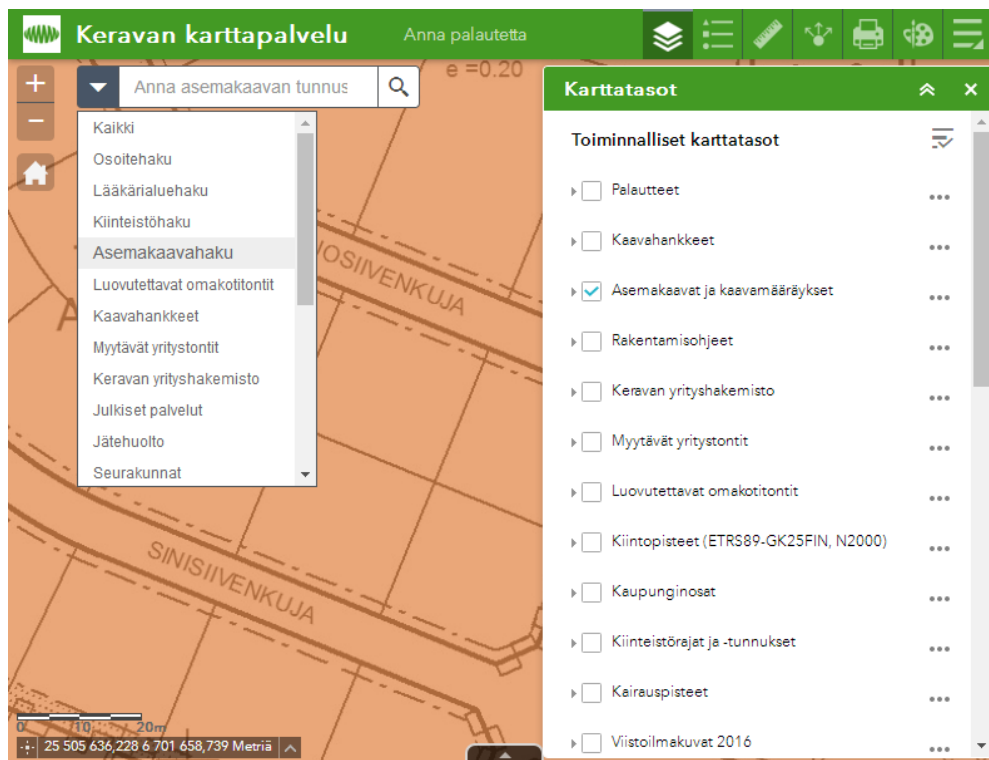 Keravan karttapalvelu
Anna palautetta
e =0.20
Anna asemakaavan tunnus
Kaikki
Osoitehaku
Lääkärialuehaku
Kiinteistöhaku
Asemakaavahaku
Luovutettavat omakotitontit
Kaavahankkeet
Myytävät yritystontit
Keravan yrityshakemisto
Julkiset palvelut
Jätehuolto
Seurakunnat
IOSIIVENKUJA
SINISIIVENKUJA
0 10 20m
25 505 636,228 6 701 658,739 Metriä
Karttatasot
Toiminnalliset karttatasot
Palautteet
Kaavahankkeet
Asemakaavat ja kaavamääräykset
Rakentamisohjeet
Keravan yrityshakemisto
Myytävät yritystontit
Luovutettavat omakotitontit
Kiintopisteet (ETRS89-GK25FIN, N2000)
Kaupunginosat
Kiinteistörajat ja -tunnukset
Kairauspisteet
Viistoilmakuvat 2016